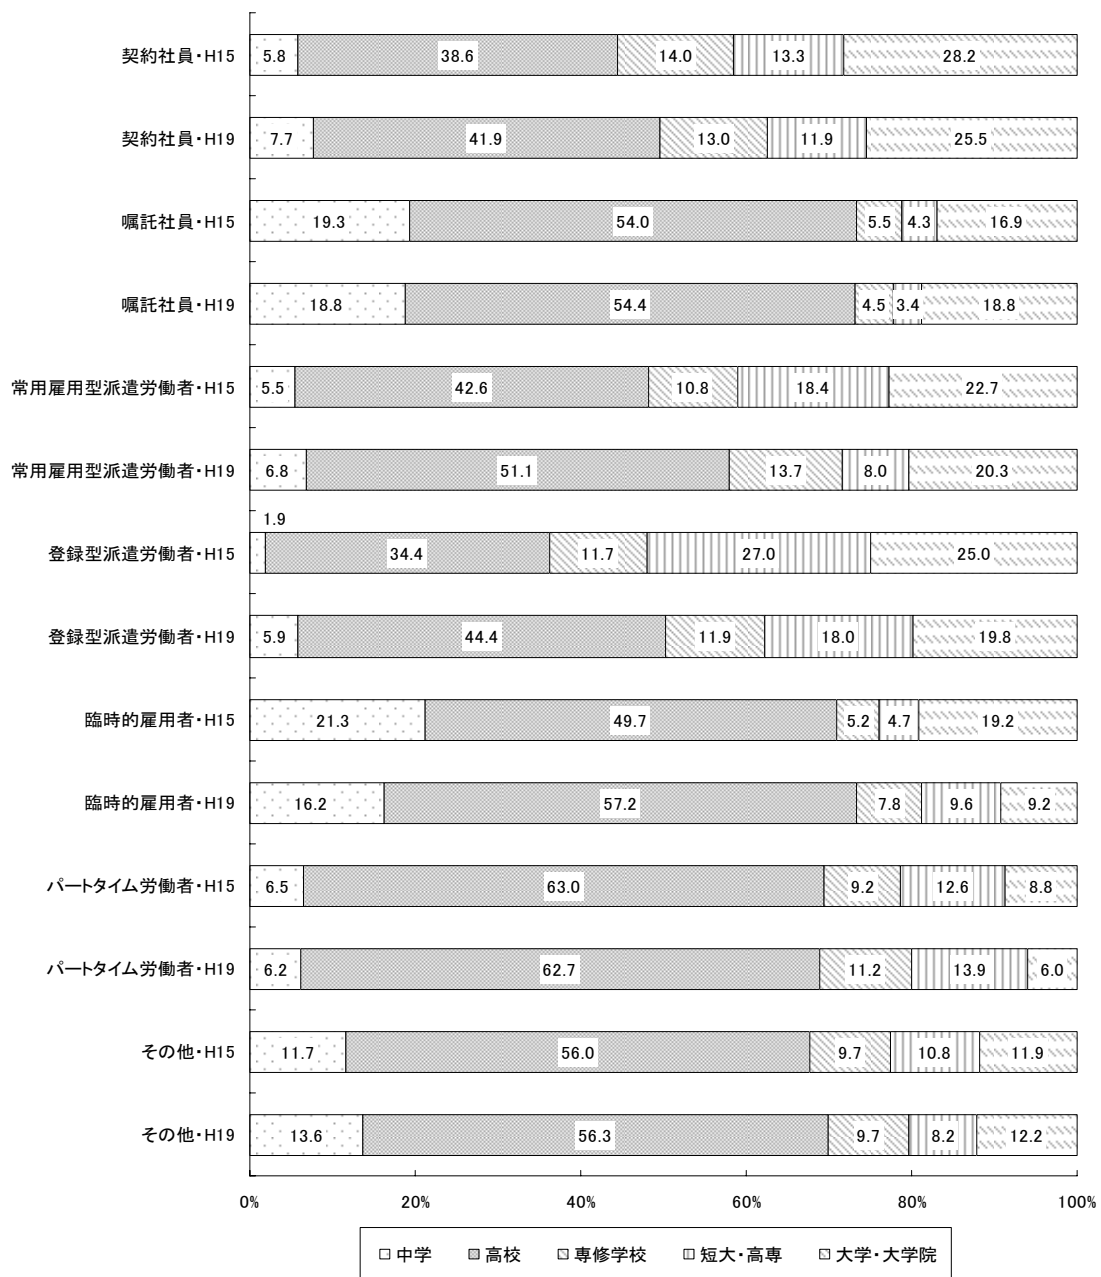 契約社員・H15 5.8 38.6 14.0 13.3 28.2
契約社員・H19 7.7 41.9 13.0 11.9 25.5
嘱託社員・H15 19.3 54.0 5.5 4.3 16.9
嘱託社員・H19 18.8 54.4 4.5 3.4 18.8
常用雇用型派遣労働者・H15 5.5 42.6 10.8 18.4 22.7
常用雇用型派遣労働者・H19 6.8 51.1 13.7 8.0 20.3
1.9
登録型派遣労働者・H15 34.4 11.7 27.0 25.0
登録型派遣労働者・H19 5.9 44.4 11.9 18.0 19.8
臨時的雇用者・H15 21.3 49.7 5.2 4.7 19.2
臨時的雇用者・H19 16.2 57.2 7.8 9.6 9.2
パートタイム労働者・H15 6.5 63.0 9.2 12.6 8.8
パートタイム労働者・H19 6.2 62.7 11.2 13.9 6.0
その他・H15 11.7 56.0 9.7 10.8 11.9
その他・H19 13.6 56.3 9.7 8.2 12.2
0% 20% 40% 60% 80% 100%
中学 高校 専修学校 短大・高専 大学・大学院